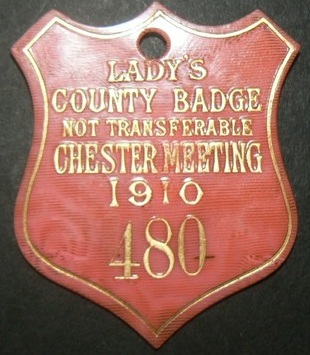 LADY'S
COUNTY BADGE
NOT TRANSFERABLE
CHESTER MEETING
1910
480